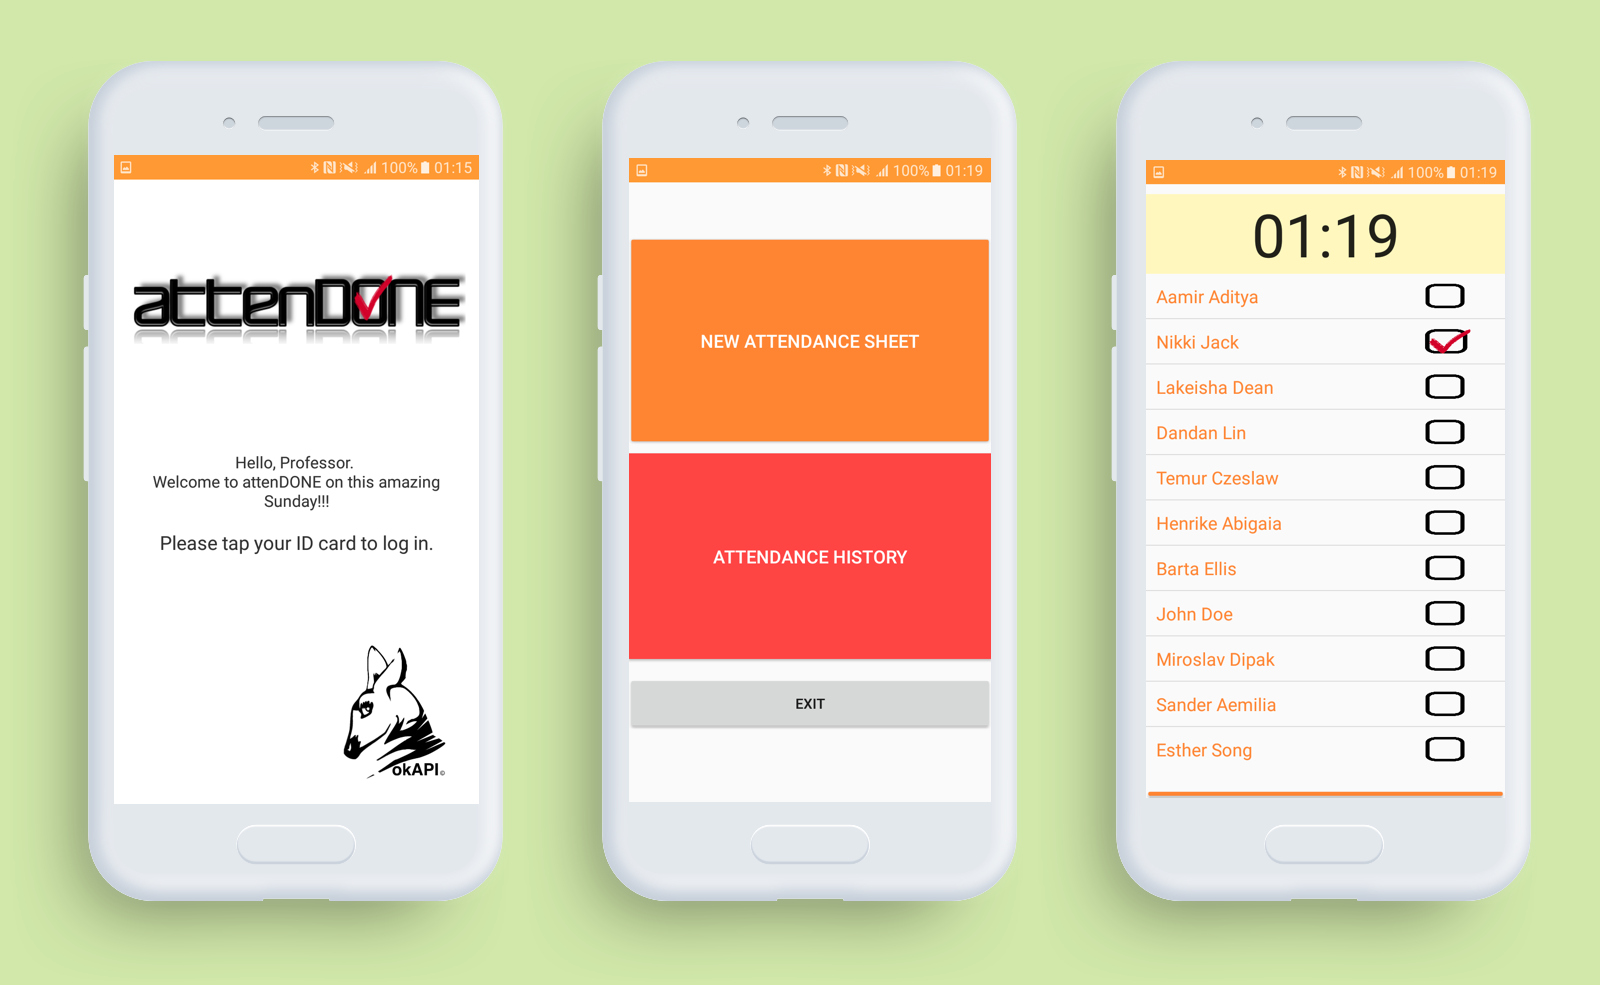 100% 01:15
attenDONE
Hello, Professor.
Welcome to attenDONE on this amazing
Sunday!!!
Please tap your ID card to log in.
okAPI©
100% 01:19
NEW ATTENDANCE SHEET
ATTENDANCE HISTORY
EXIT
100% 01:19
01:19
Aamir Aditya
Nikki Jack
Lakeisha Dean
Dandan Lin
Temur Czeslaw
Henrike Abigaia
Barta Ellis
John Doe
Miroslav Dipak
Sander Aemilia
Esther Song